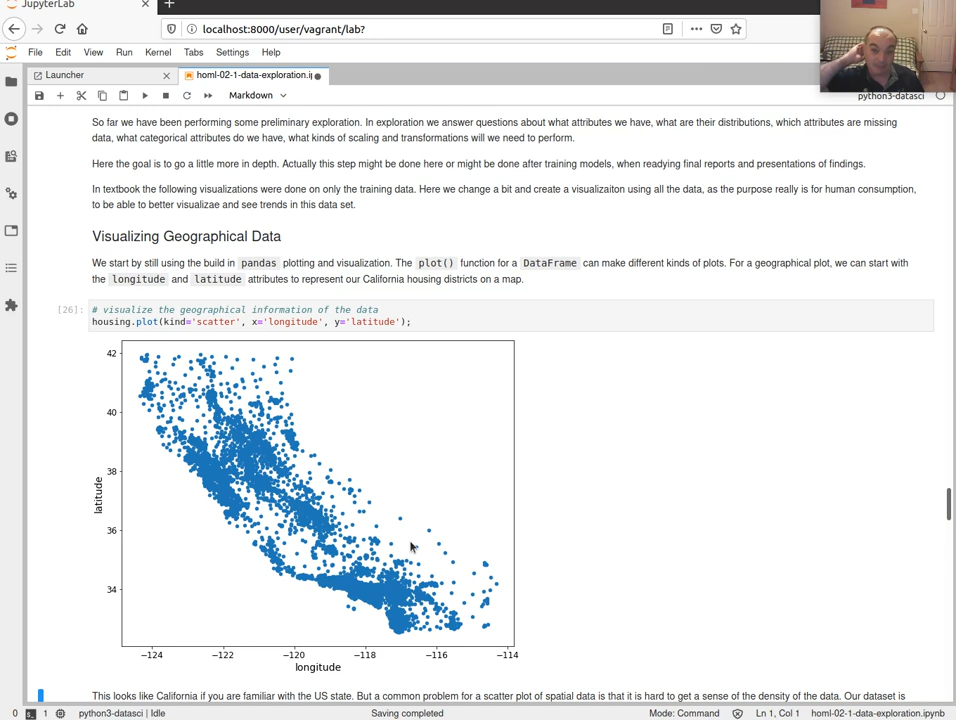 JupyterLab
localhost:8000/user/vagrant/lab?
File Edit View Run Kernel Tabs Settings Help
Launcher
homl-02-1-data-exploration.i
Markdown
python3-datasci
So far we have been performing some preliminary exploration. In exploration we answer questions about what attributes we have, what are their distributions, which attributes are missing
data, what categorical attributes do we have, what kinds of scaling and transformations will we need to perform.
Here the goal is to go a little more in depth. Actually this step might be done here or might be done after training models, when readying final reports and presentations of findings.
In textbook the following visualizations were done on only the training data. Here we change a bit and create a visualizaiton using all the data, as the purpose really is for human consumption,
to be able to better visualizae and see trends in this data set.
Visualizing Geographical Data
We start by still using the build in pandas plotting and visualization. The plot() function for a DataFrame can make different kinds of plots. For a geographical plot, we can start with
the longitude and latitude attributes to represent our California housing districts on a map.
[26]:
# visualize the geographical information of the data
housing.plot(kind='scatter', x='longitude', y='latitude');
42
40
38
36
34
latitude
−124 −122 −120 −118 −116 −114
longitude
This looks like California if you are familiar with the US state. But a common problem for a scatter plot of spatial data is that it is hard to get a sense of the density of the data. Our dataset is
0 1 python3-datasci | Idle Saving completed Mode: Command Ln 1, Col 1 homl-02-1-data-exploration.ipynb